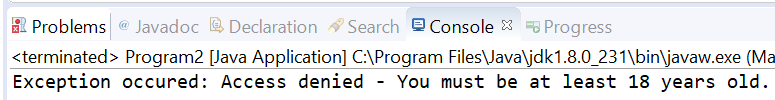 Problems @ Javadoc Declaration Search Console Progress
<terminated> Program2 [Java Application] C:\Program Files\Java\jdk1.8.0_231\bin\javaw.exe (Ma
Exception occured: Access denied - You must be at least 18 years old.